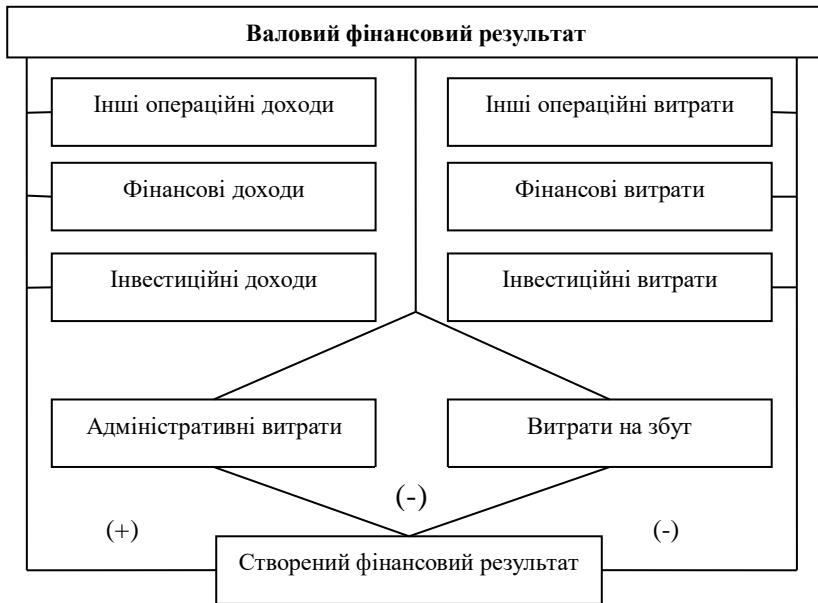 Валовий фінансовий результат
Інші операційні доходи
Інші операційні витрати
Фінансові доходи
Фінансові витрати
Інвестиційні доходи
Інвестиційні витрати
Адміністративні витрати
Витрати на збут
(-)
(+)
(-)
Створений фінансовий результат